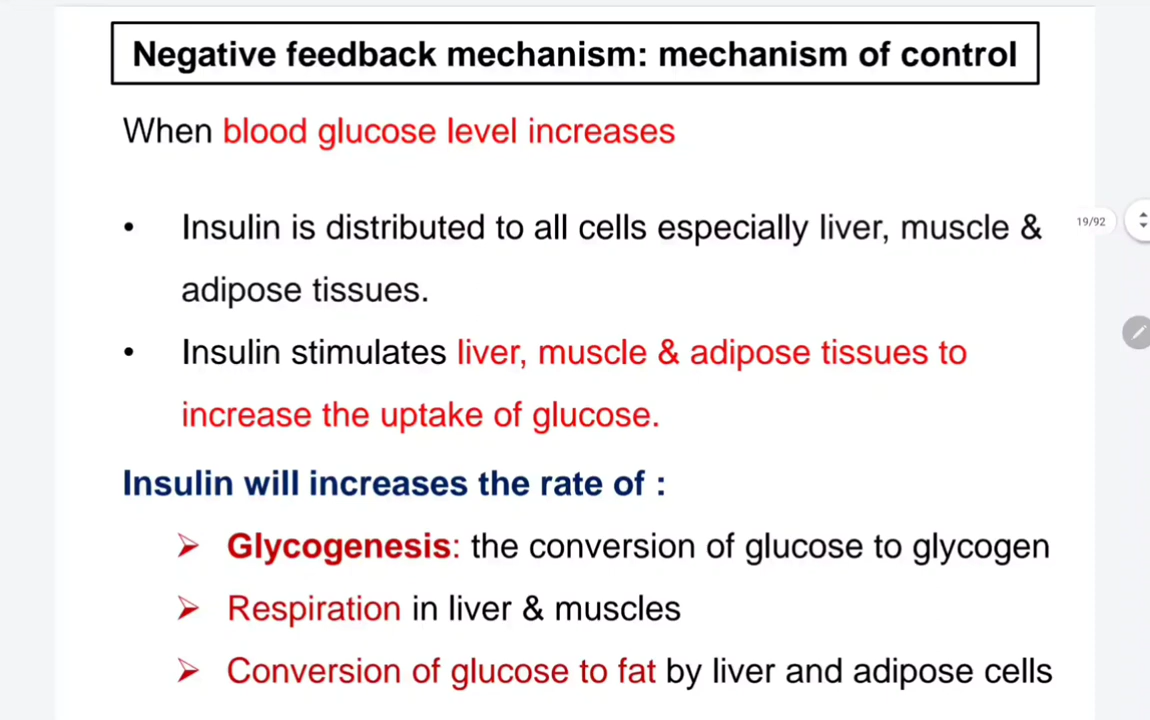 Negative feedback mechanism: mechanism of control
When blood glucose level increases
• Insulin is distributed to all cells especially liver, muscle &
adipose tissues.
• Insulin stimulates liver, muscle & adipose tissues to
increase the uptake of glucose.
Insulin will increases the rate of :
➢ Glycogenesis: the conversion of glucose to glycogen
➢ Respiration in liver & muscles
➢ Conversion of glucose to fat by liver and adipose cells
19/92